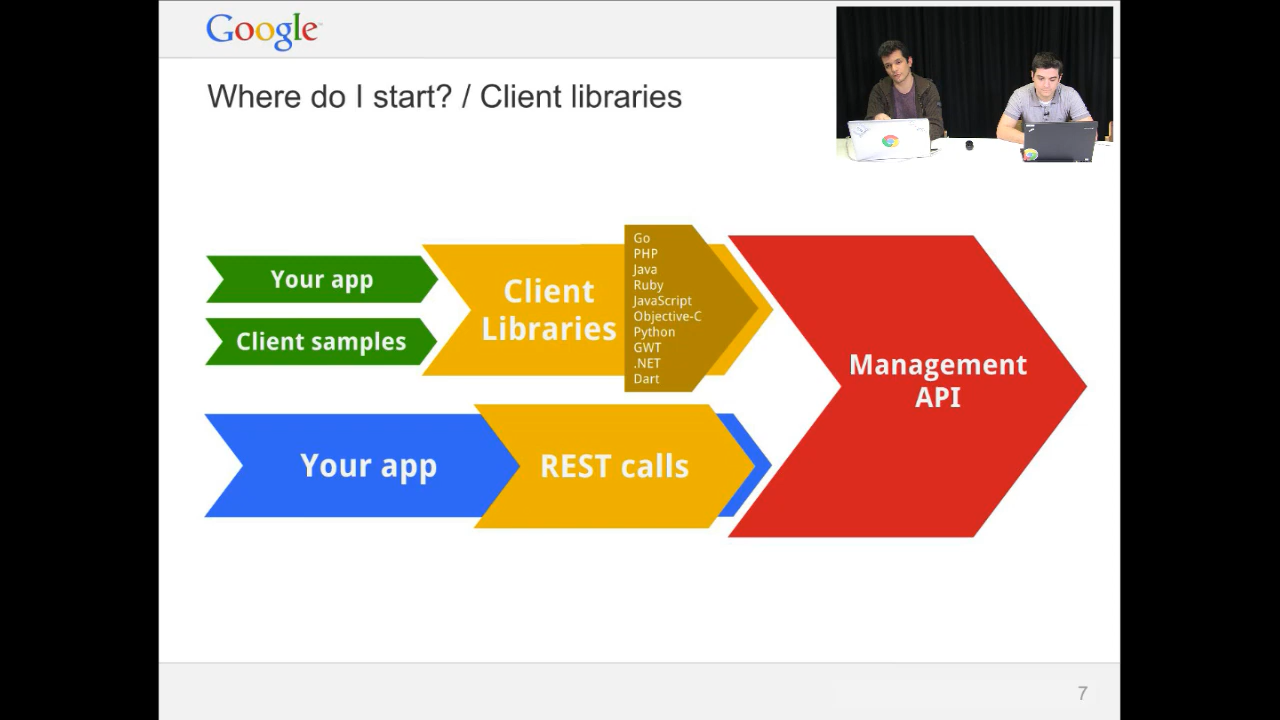 Google
Where do I start? / Client libraries
Your app
Client samples
Client
Libraries
Go
PHP
Java
Ruby
JavaScript
Objective-C
Python
GWT
.NET
Dart
Management
API
Your app
REST calls
7